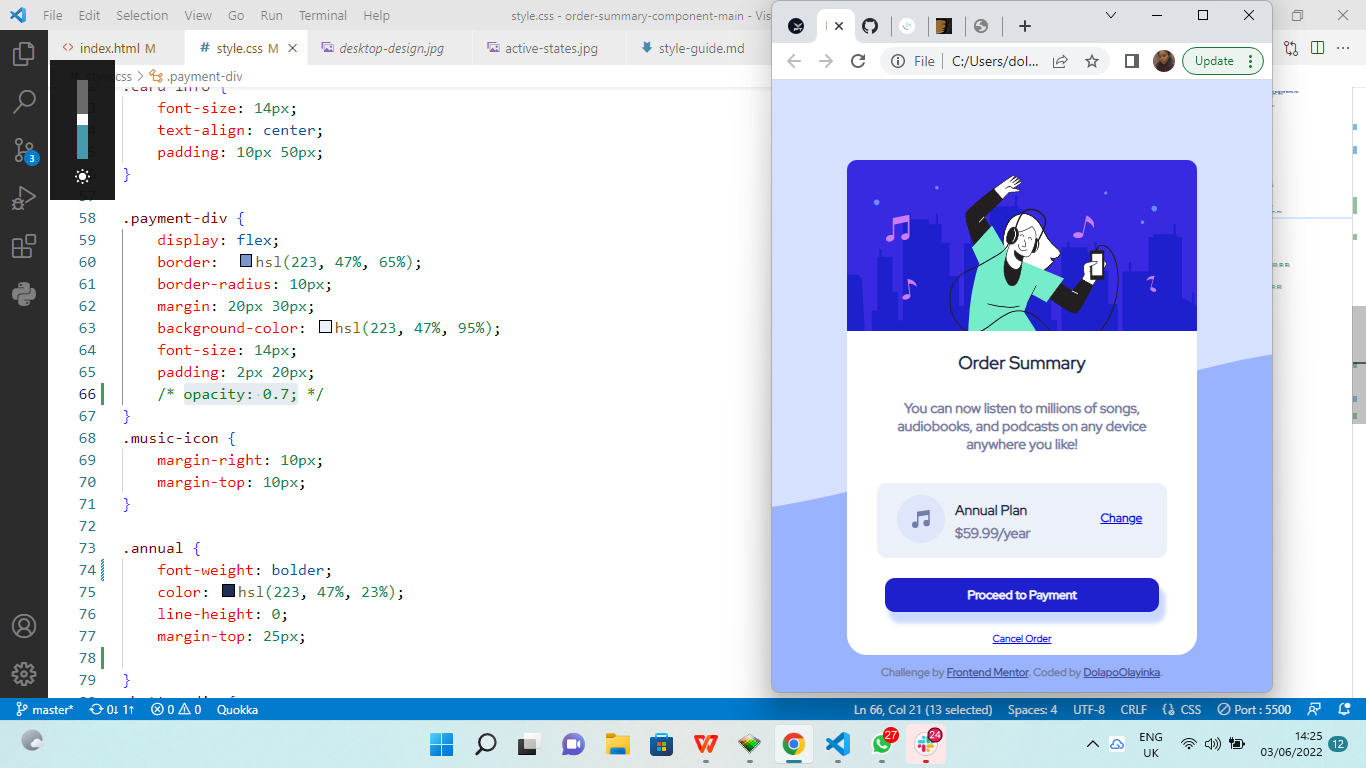 File Edit Selection View Go Run Terminal Help
style.css - order-summary-component-main - Vis
index.html M
# style.css M
desktop-design.jpg
active-states.jpg
style-guide.md
.css > .payment-div
File C:/Users/dol... Update
.card-info {
font-size: 14px;
text-align: center;
padding: 10px 50px;
}
57
58 .payment-div {
59 display: flex;
60 border: hsl(223, 47%, 65%);
61 border-radius: 10px;
62 margin: 20px 30px;
63 background-color: hsl(223, 47%, 95%);
64 font-size: 14px;
65 padding: 2px 20px;
66 /* opacity: 0.7; */
67 }
68 .music-icon {
69 margin-right: 10px;
70 margin-top: 10px;
71 }
72
73 .annual {
74 font-weight: bolder;
75 color: hsl(223, 47%, 23%);
76 line-height: 0;
77 margin-top: 25px;
78
79 }
Order Summary
You can now listen to millions of songs,
audiobooks, and podcasts on any device
anywhere you like!
Annual Plan
$59.99/year
Change
Proceed to Payment
Cancel Order
Challenge by Frontend Mentor. Coded by DolapoOlayinka.
3
master* 0↓ 1↑ 0 0 Quokka
Ln 66, Col 21 (13 selected) Spaces: 4 UTF-8 CRLF {} CSS Port : 5500
27
24
ENG
UK
14:25
03/06/2022
12